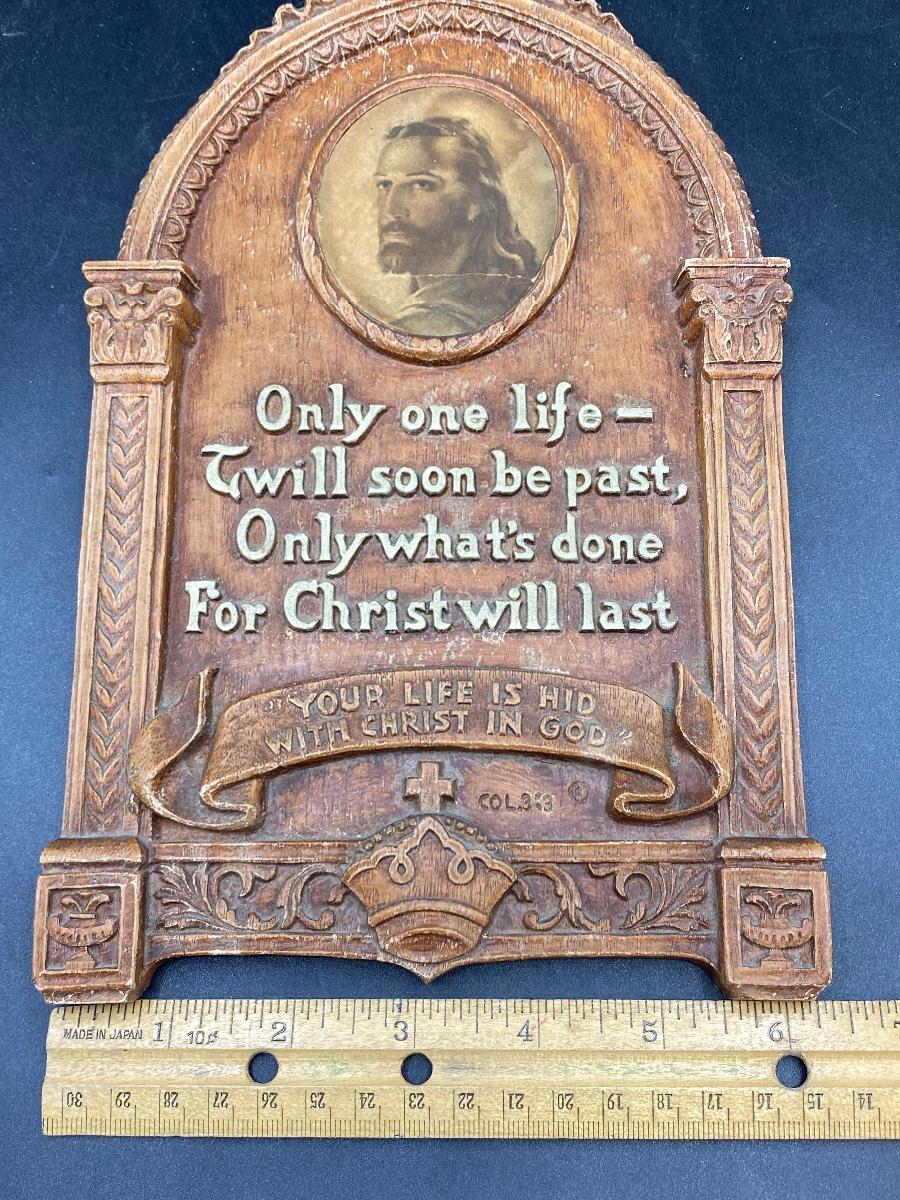 Only one life —
Twill soon be past,
Only what's done
For Christ will last
"YOUR LIFE IS HID
WITH CHRIST IN GOD"
COL.3:3 ©
MADE IN JAPAN 1 10¢ 2 3 4 5 6 7
30 29 28 27 26 25 24 23 22 21 20 19 18 17 16 15 14